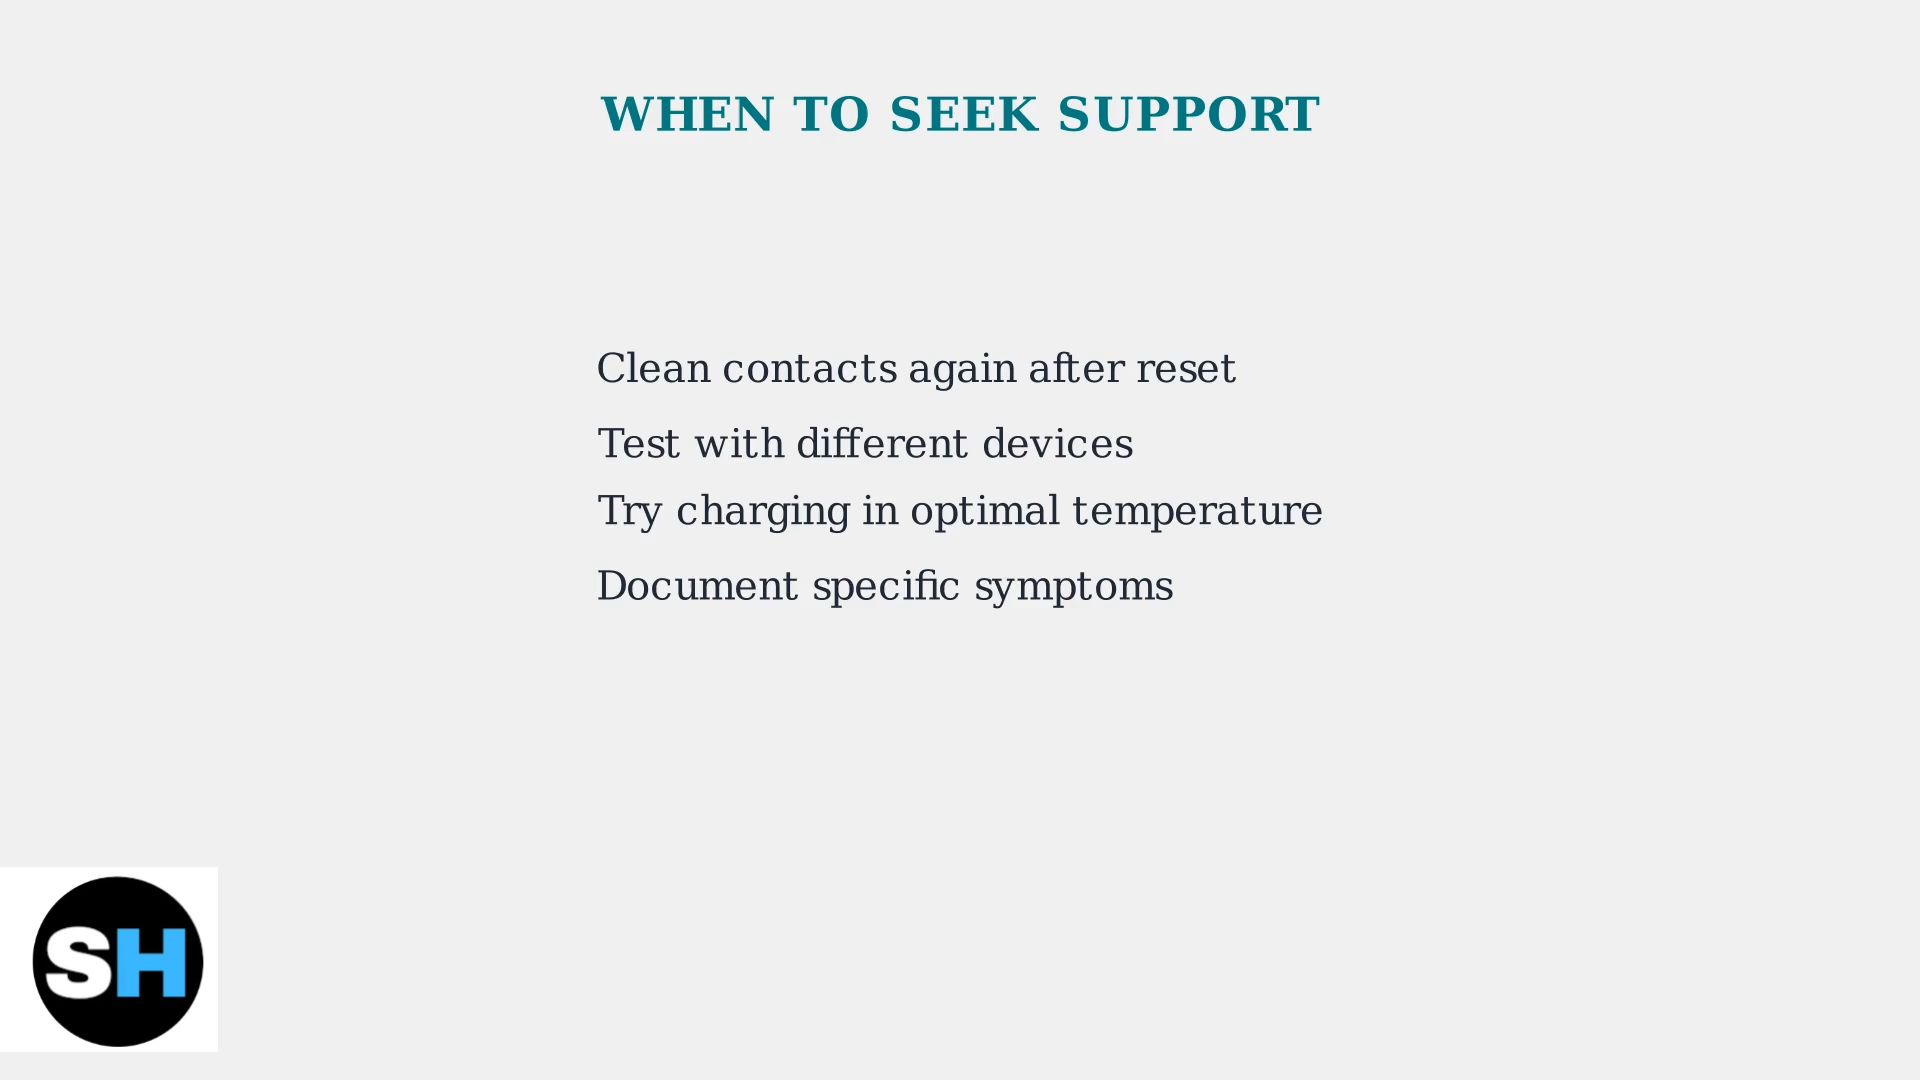 WHEN TO SEEK SUPPORT
Clean contacts again after reset
Test with different devices
Try charging in optimal temperature
Document specific symptoms
SH